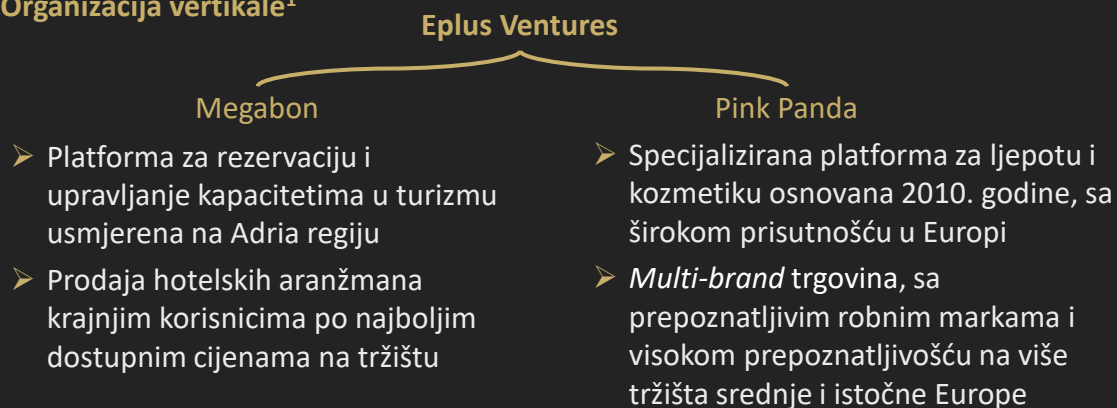 Organizacija vertikale¹
Eplus Ventures
Megabon
➢ Platforma za rezervaciju i
upravljanje kapacitetima u turizmu
usmjerena na Adria regiju
➢ Prodaja hotelskih aranžmana
krajnjim korisnicima po najboljim
dostupnim cijenama na tržištu
Pink Panda
➢ Specijalizirana platforma za ljepotu i
kozmetiku osnovana 2010. godine, sa
širokom prisutnošću u Europi
➢ Multi-brand trgovina, sa
prepoznatljivim robnim markama i
visokom prepoznatljivošću na više
tržišta srednje i istočne Europe